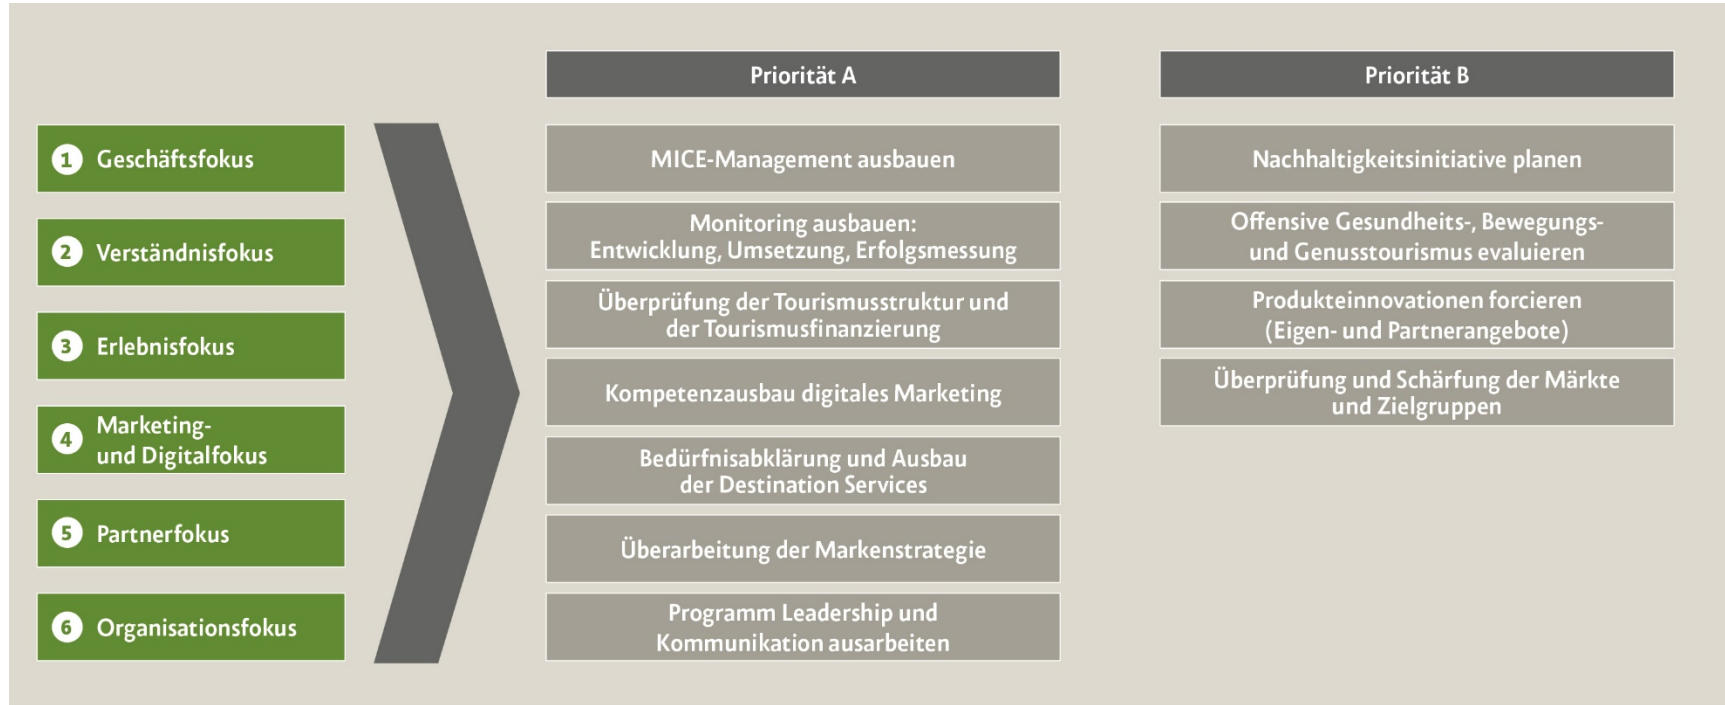 Priorität A
Priorität B
1 Geschäftsfokus
2 Verständnisfokus
3 Erlebnisfokus
4 Marketing-
und Digitalfokus
5 Partnerfokus
6 Organisationsfokus
MICE-Management ausbauen
Monitoring ausbauen:
Entwicklung, Umsetzung, Erfolgsmessung
Überprüfung der Tourismusstruktur und
der Tourismusfinanzierung
Kompetenzausbau digitales Marketing
Bedürfnisabklärung und Ausbau
der Destination Services
Überarbeitung der Markenstrategie
Programm Leadership und
Kommunikation ausarbeiten
Nachhaltigkeitsinitiative planen
Offensive Gesundheits-, Bewegungs-
und Genusstourismus evaluieren
Produkteinnovationen forcieren
(Eigen- und Partnerangebote)
Überprüfung und Schärfung der Märkte
und Zielgruppen